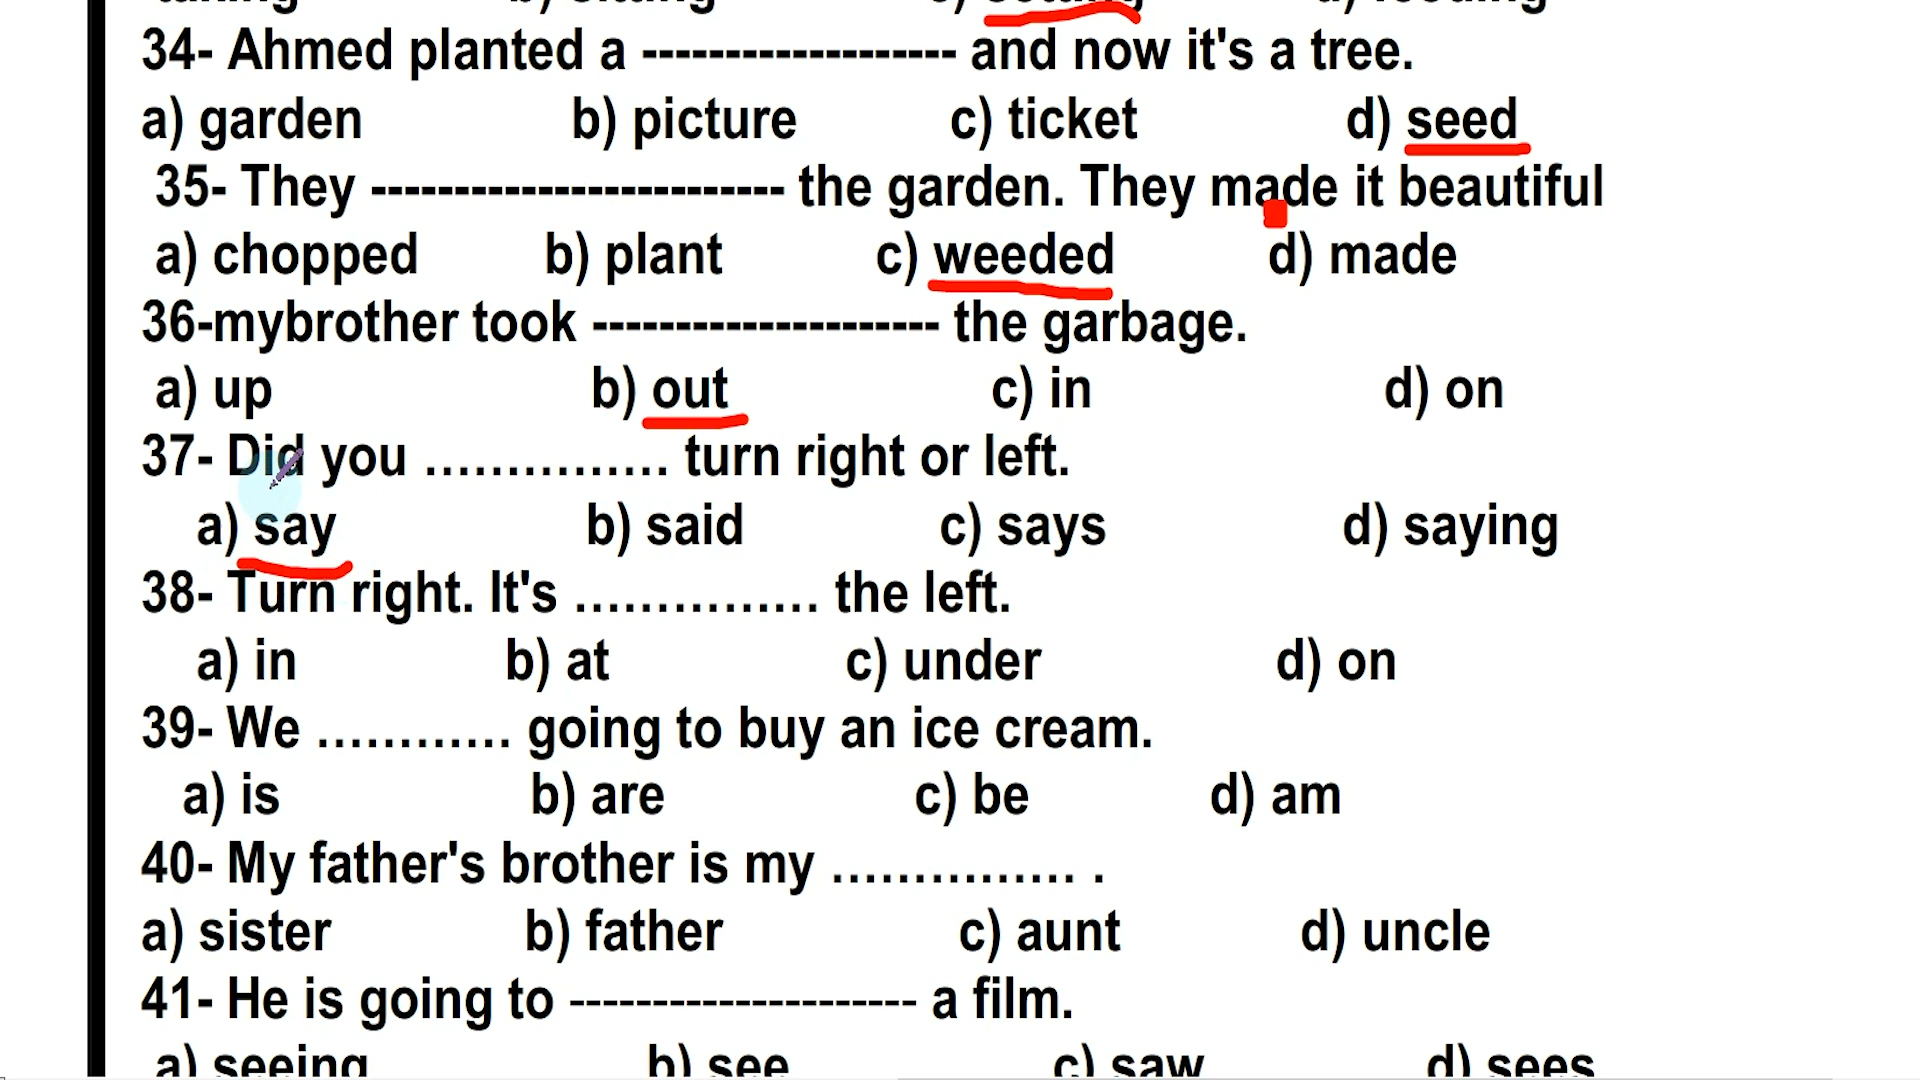 34- Ahmed planted a ------------------- and now it's a tree.
a) garden b) picture c) ticket d) seed
35- They ------------------------- the garden. They made it beautiful
a) chopped b) plant c) weeded d) made
36-mybrother took --------------------- the garbage.
a) up b) out c) in d) on
37- Did you …………… turn right or left.
a) say b) said c) says d) saying
38- Turn right. It's …………… the left.
a) in b) at c) under d) on
39- We ………… going to buy an ice cream.
a) is b) are c) be d) am
40- My father's brother is my …………… .
a) sister b) father c) aunt d) uncle
41- He is going to --------------------- a film.
a) seeing b) see c) saw d) sees